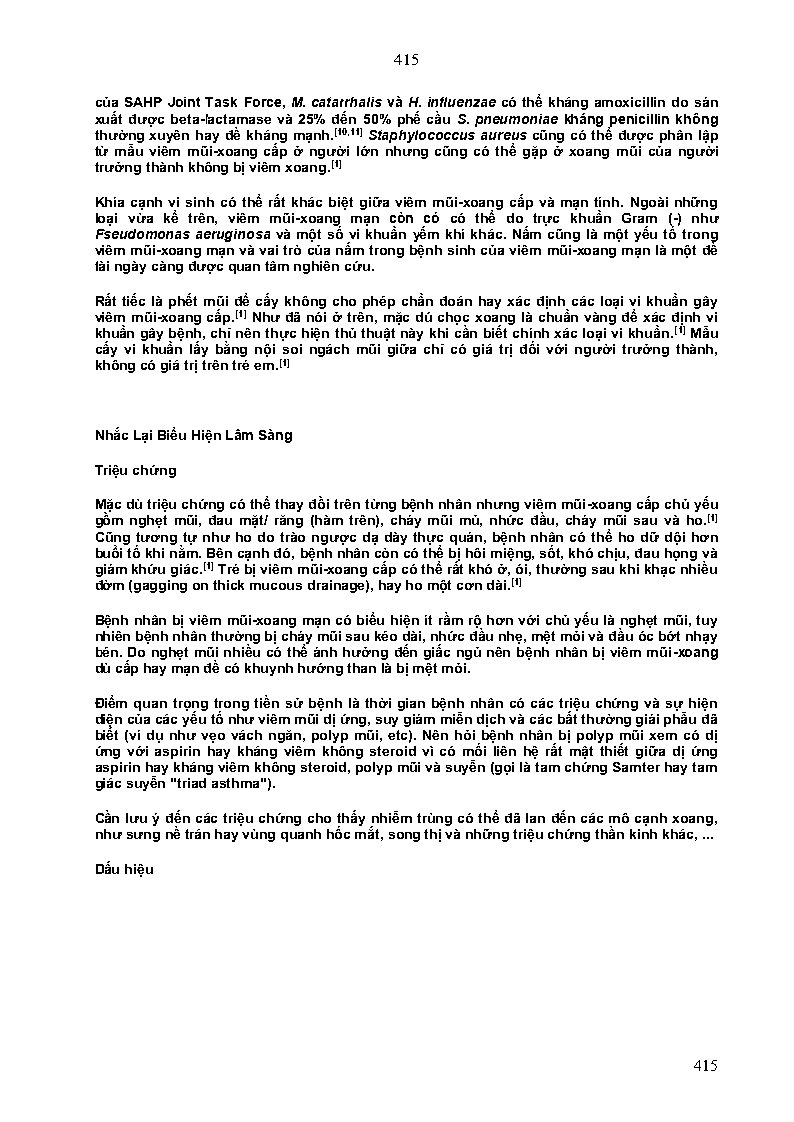 415
của SAHP Joint Task Force, M. catarrhalis và H. influenzae có thể kháng amoxicillin do sản
xuất được beta-lactamase và 25% đến 50% phế cầu S. pneumoniae kháng penicillin không
thường xuyên hay đề kháng mạnh.[10,11] Staphylococcus aureus cũng có thể được phân lập
từ mẫu viêm mũi-xoang cấp ở người lớn nhưng cũng có thể gặp ở xoang mũi của người
trưởng thành không bị viêm xoang.[1]
Khía cạnh vi sinh có thể rất khác biệt giữa viêm mũi-xoang cấp và mạn tính. Ngoài những
loại vừa kể trên, viêm mũi-xoang mạn còn có có thể do trực khuẩn Gram (-) như
Fseudomonas aeruginosa và một số vi khuẩn yếm khí khác. Nấm cũng là một yếu tố trong
viêm mũi-xoang mạn và vai trò của nấm trong bệnh sinh của viêm mũi-xoang mạn là một đề
tài ngày càng được quan tâm nghiên cứu.
Rất tiếc là phết mũi để cấy không cho phép chẩn đoán hay xác định các loại vi khuẩn gây
viêm mũi-xoang cấp.[1] Như đã nói ở trên, mặc dú chọc xoang là chuẩn vàng để xác định vi
khuẩn gây bệnh, chỉ nên thực hiện thủ thuật này khi cần biết chính xác loại vi khuẩn.[1] Mẫu
cấy vi khuẩn lấy bằng nội soi ngách mũi giữa chỉ có giá trị đối với người trưởng thành,
không có giá trị trên trẻ em.[1]
Nhắc Lại Biểu Hiện Lâm Sàng
Triệu chứng
Mặc dù triệu chứng có thể thay đổi trên từng bệnh nhân nhưng viêm mũi-xoang cấp chủ yếu
gồm nghẹt mũi, đau mặt/ răng (hàm trên), chảy mũi mủ, nhức đầu, chảy mũi sau và ho.[1]
Cũng tương tự như ho do trào ngược dạ dày thực quản, bệnh nhân có thể ho dữ dội hơn
buổi tố khi nằm. Bên cạnh đó, bệnh nhân còn có thể bị hôi miệng, sốt, khó chịu, đau họng và
giảm khứu giác.[1] Trẻ bị viêm mũi-xoang cấp có thể rất khó ở, ói, thường sau khi khạc nhiều
đờm (gagging on thick mucous drainage), hay ho một cơn dài.[1]
Bệnh nhân bị viêm mũi-xoang mạn có biểu hiện ít rầm rộ hơn với chủ yếu là nghẹt mũi, tuy
nhiên bệnh nhân thường bị chảy mũi sau kéo dài, nhức đầu nhẹ, mệt mỏi và đầu óc bớt nhạy
bén. Do nghẹt mũi nhiều có thể ảnh hưởng đến giấc ngủ nên bệnh nhân bị viêm mũi-xoang
dù cấp hay mạn đề có khuynh hướng than là bị mệt mỏi.
Điểm quan trọng trong tiền sử bệnh là thời gian bệnh nhân có các triệu chứng và sự hiện
diện của các yếu tố như viêm mũi dị ứng, suy giảm miễn dịch và các bất thường giải phẫu đã
biết (ví dụ như vẹo vách ngăn, polyp mũi, etc). Nên hỏi bệnh nhân bị polyp mũi xem có dị
ứng với aspirin hay kháng viêm không steroid vì có mối liên hệ rất mật thiết giữa dị ứng
aspirin hay kháng viêm không steroid, polyp mũi và suyễn (gọi là tam chứng Samter hay tam
giác suyễn "triad asthma").
Cần lưu ý đến các triệu chứng cho thấy nhiễm trùng có thể đã lan đến các mô cạnh xoang,
như sưng nề trán hay vùng quanh hốc mắt, song thị và những triệu chứng thần kinh khác, ...
Dấu hiệu
415